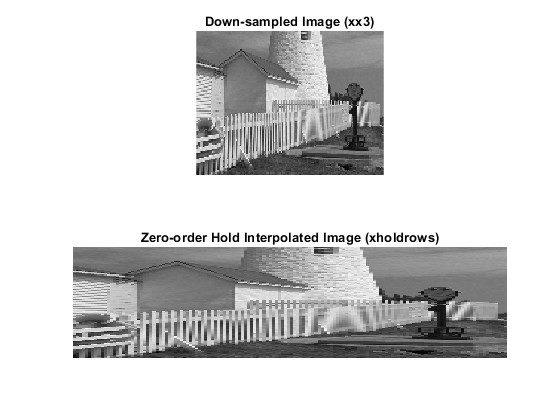 Down-sampled Image (xx3)
Zero-order Hold Interpolated Image (xholdrows)